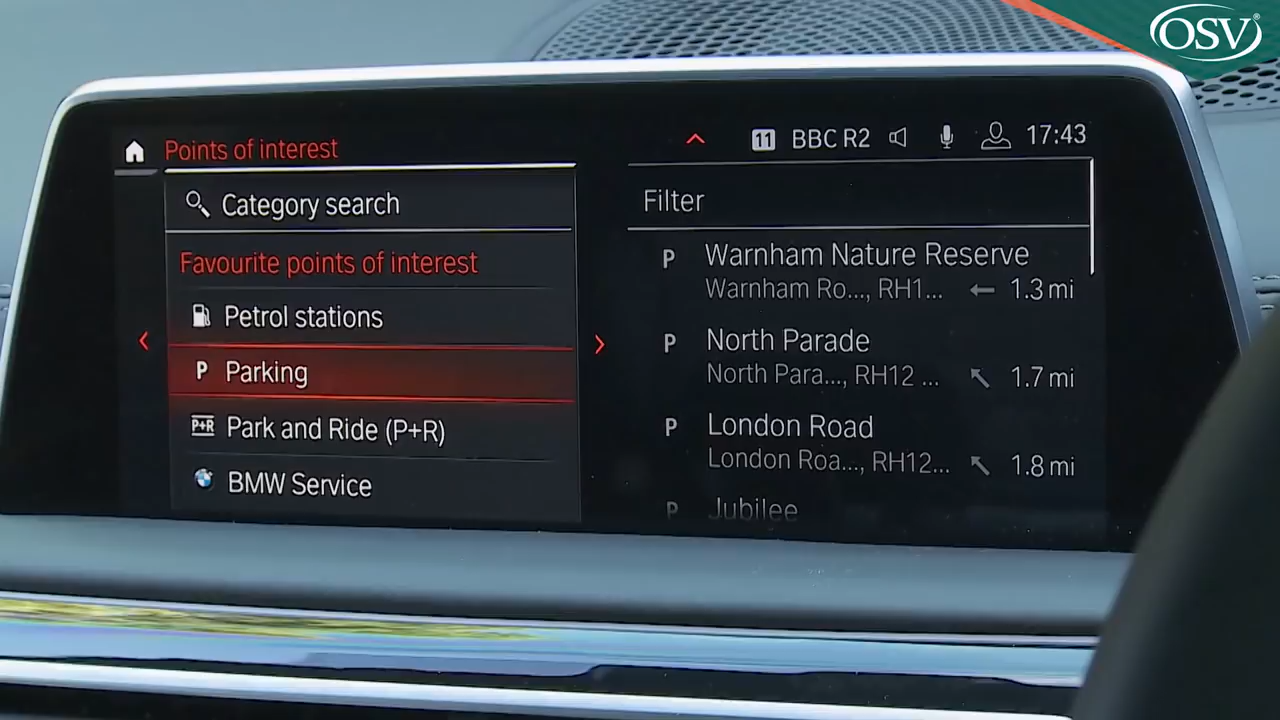 OSV®
Points of interest
11 BBC R2 17:43
Category search
Favourite points of interest
Petrol stations
P Parking
P+R Park and Ride (P+R)
BMW Service
Filter
P Warnham Nature Reserve
Warnham Ro..., RH1... ← 1.3 mi
P North Parade
North Para..., RH12 ... ↖ 1.7 mi
P London Road
London Roa..., RH12... ↖ 1.8 mi
P Jubilee